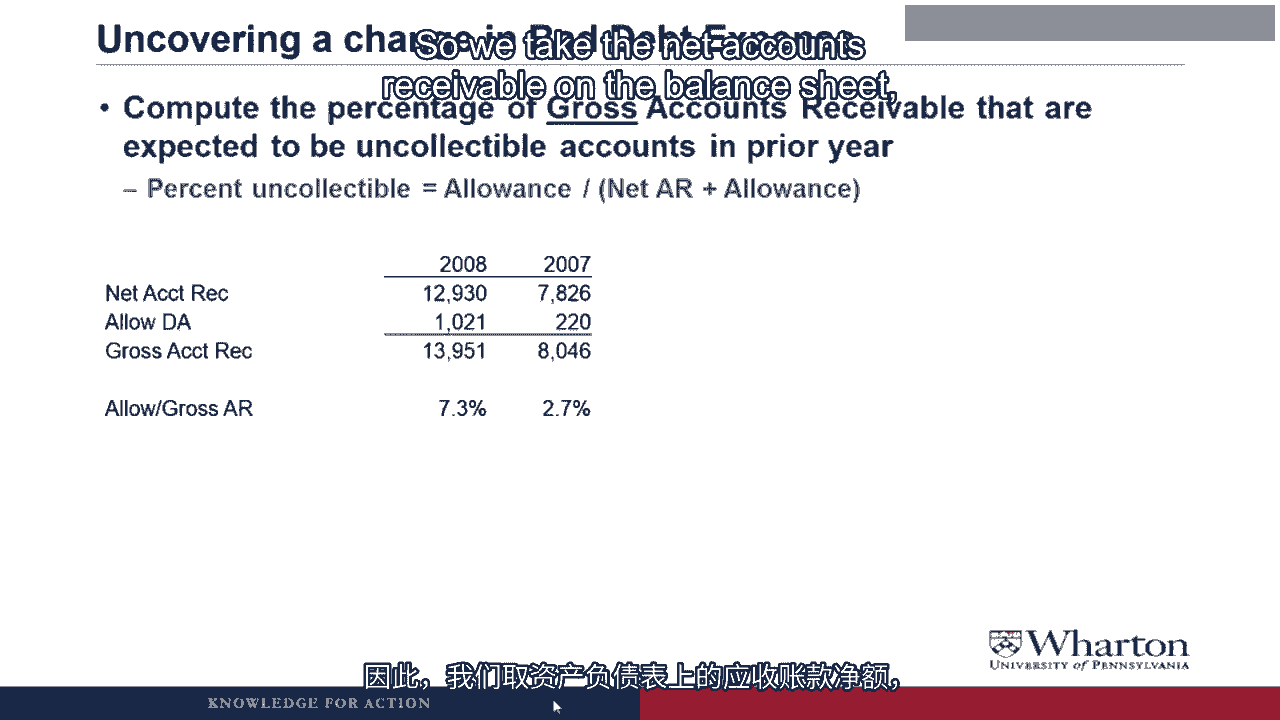 Uncovering a change in Bad Debt Expense
So we take the net accounts
receivable on the balance sheet,
• Compute the percentage of Gross Accounts Receivable that are
expected to be uncollectible accounts in prior year
– Percent uncollectible = Allowance / (Net AR + Allowance)
2008 2007
Net Acct Rec 12,930 7,826
Allow DA 1,021 220
Gross Acct Rec 13,951 8,046
Allow/Gross AR 7.3% 2.7%
Wharton
UNIVERSITY of PENNSYLVANIA
因此，我们取资产负债表上的应收账款净额，
KNOWLEDGE FOR ACTION